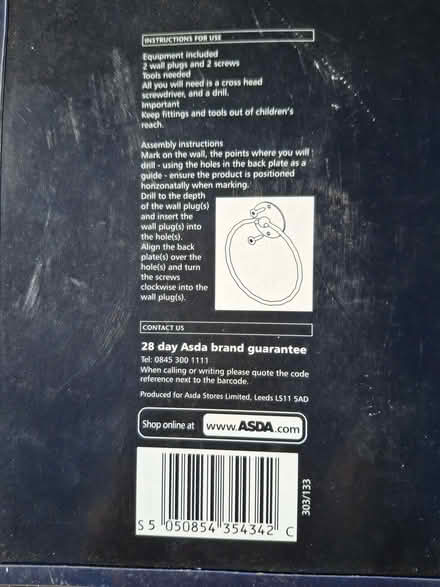 INSTRUCTIONS FOR USE
Equipment included
2 wall plugs and 2 screws
Tools needed
All you will need is a cross head
screwdriver, and a drill.
Important
Keep fittings and tools out of children's
reach.
Assembly instructions
Mark on the wall, the points where you will
drill - using the holes in the back plate as a
guide - ensure the product is positioned
horizonatally when marking.
Drill to the depth
of the wall plug(s)
and insert the
wall plug(s) into
the hole(s).
Align the back
plate(s) over the
hole(s) and turn
the screws
clockwise into the
wall plug(s).
CONTACT US
28 day Asda brand guarantee
Tel: 0845 300 1111
When calling or writing please quote the code
reference next to the barcode.
Produced for Asda Stores Limited, Leeds LS11 5AD
Shop online at www.ASDA.com
S 5 050854 354342 C
303/133